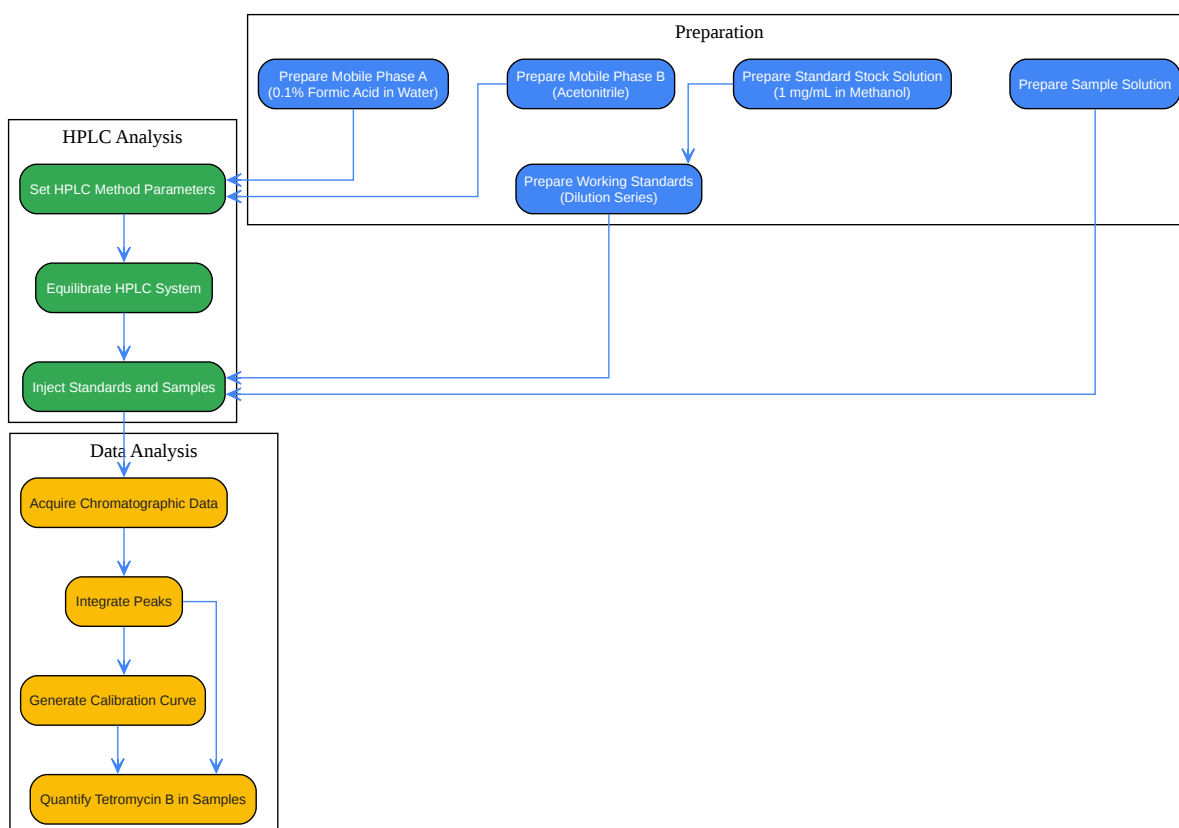 Preparation
Prepare Mobile Phase A
(0.1% Formic Acid in Water)
Prepare Mobile Phase B
(Acetonitrile)
Prepare Standard Stock Solution
(1 mg/mL in Methanol)
Prepare Sample Solution
Prepare Working Standards
(Dilution Series)
HPLC Analysis
Set HPLC Method Parameters
Equilibrate HPLC System
Inject Standards and Samples
Data Analysis
Acquire Chromatographic Data
Integrate Peaks
Generate Calibration Curve
Quantify Tetromycin B in Samples